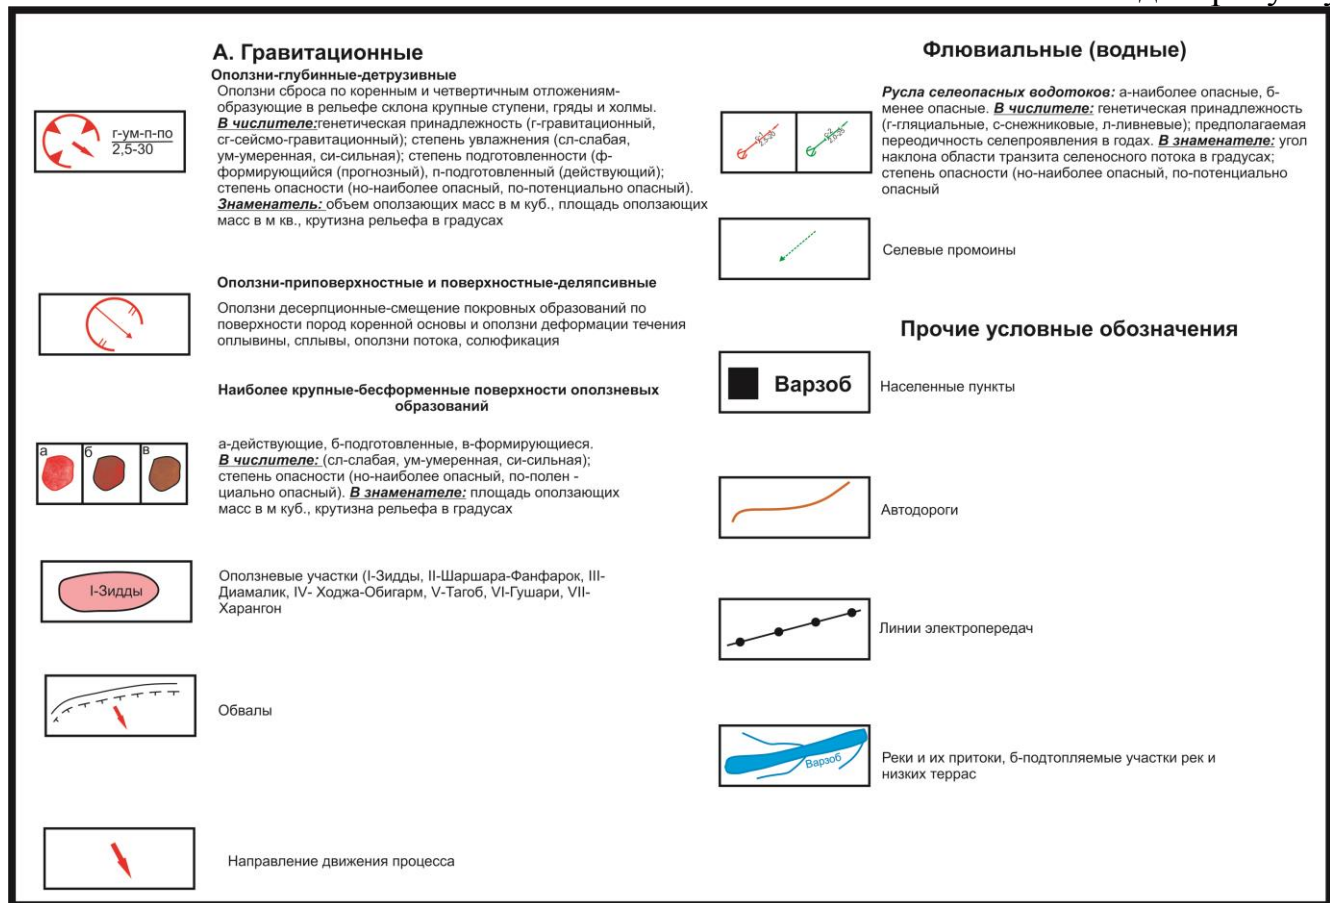 А. Гравитационные
Оползни-глубинные-детрузивные
Оползни сброса по коренным и четвертичным отложениям-
образующие в рельефе склона крупные ступени, гряды и холмы.
В числителе:генетическая принадлежность (г-гравитационный,
сг-сейсмо-гравитационный); степень увлажнения (сл-слабая,
ум-умеренная, си-сильная); степень подготовленности (ф-
формирующийся (прогнозный), п-подготовленный (действующий);
степень опасности (но-наиболее опасный, по-потенциально опасный).
Знаменатель: объем оползающих масс в м куб., площадь оползающих
масс в м кв., крутизна рельефа в градусах
г-ум-п-по
2,5-30
Оползни-приповерхностные и поверхностные-деляпсивные
Оползни десерпционные-смещение покровных образований по
поверхности пород коренной основы и оползни деформации течения
оплывины, сплывы, оползни потока, солюфикация
Наиболее крупные-бесформенные поверхности оползневых
образований
а
б
в
а-действующие, б-подготовленные, в-формирующиеся.
В числителе: (сл-слабая, ум-умеренная, си-сильная);
степень опасности (но-наиболее опасный, по-полен -
циально опасный). В знаменателе: площадь оползающих
масс в м куб., крутизна рельефа в градусах
I-Зидды
Оползневые участки (I-Зидды, II-Шаршара-Фанфарок, III-
Диамалик, IV- Ходжа-Обигарм, V-Тагоб, VI-Гушари, VII-
Харангон
Обвалы
Направление движения процесса
Флювиальные (водные)
Русла селеопасных водотоков: а-наиболее опасные, б-
менее опасные. В числителе: генетическая принадлежность
(г-гляциальные, с-снежниковые, л-ливневые); предполагаемая
переодичность селепроявления в годах. В знаменателе: угол
наклона области транзита селеносного потока в градусах;
степень опасности (но-наиболее опасный, по-потенциально
опасный
Селевые промоины
Прочие условные обозначения
Варзоб
Населенные пункты
Автодороги
Линии электропередач
Варзоб
Реки и их притоки, б-подтопляемые участки рек и
низких террас